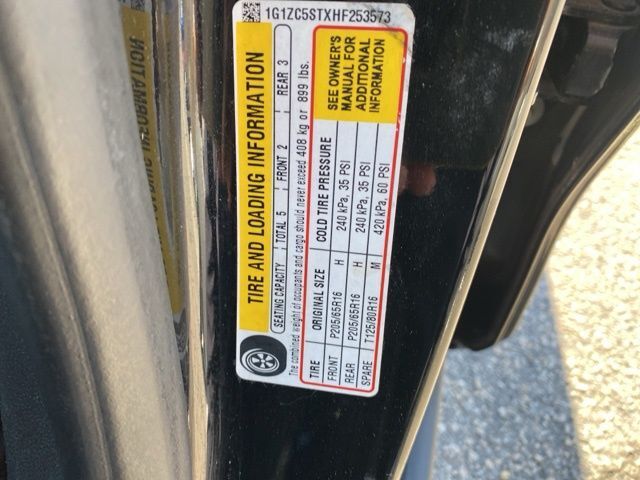 1G1ZC5STXHF253573
TIRE AND LOADING INFORMATION
SEATING CAPACITY TOTAL 5 FRONT 2 REAR 3
The combined weight of occupants and cargo should never exceed 408 kg or 899 lbs.
TIRE ORIGINAL SIZE COLD TIRE PRESSURE
FRONT P205/65R16 H 240 kPa, 35 PSI
REAR P205/65R16 H 240 kPa, 35 PSI
SPARE T125/80R16 M 420 kPa, 60 PSI
SEE OWNER'S
MANUAL FOR
ADDITIONAL
INFORMATION